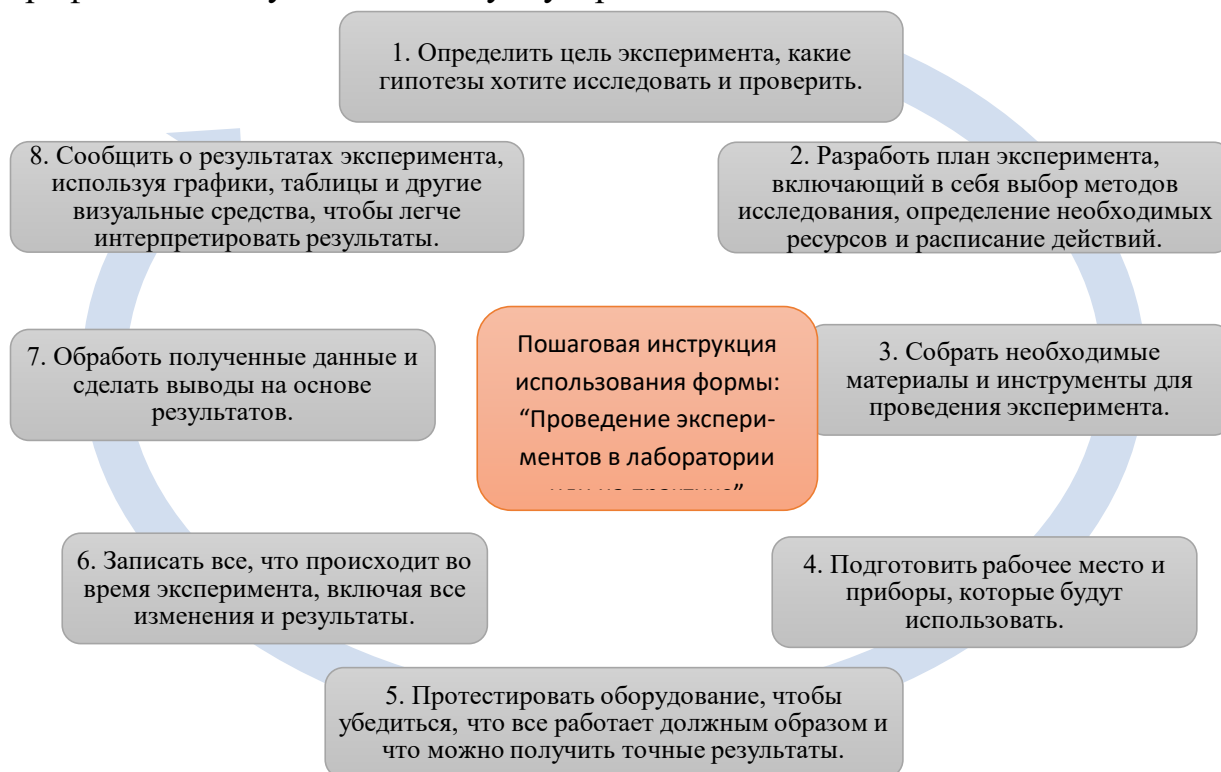 1. Определить цель эксперимента, какие
гипотезы хотите исследовать и проверить.
8. Сообщить о результатах эксперимента,
используя графики, таблицы и другие
визуальные средства, чтобы легче
интерпретировать результаты.
2. Разработь план эксперимента,
включающий в себя выбор методов
исследования, определение необходимых
ресурсов и расписание действий.
7. Обработь полученные данные и
сделать выводы на основе
результатов.
Пошаговая инструкция
использования формы:
“Проведение экспери-
ментов в лаборатории
3. Собрать необходимые
материалы и инструменты для
проведения эксперимента.
6. Записать все, что происходит во
время эксперимента, включая все
изменения и результаты.
4. Подготовить рабочее место и
приборы, которые будут
использовать.
5. Протестировать оборудование, чтобы
убедиться, что все работает должным образом и
что можно получить точные результаты.